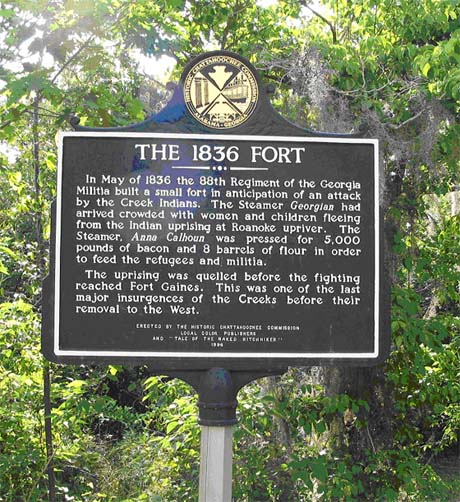 HISTORIC CHATTAHOOCHEE COMMISSION
ALABAMA-GEORGIA
THE 1836 FORT
In May of 1836 the 88th Regiment of the Georgia
Militia built a small fort in anticipation of an attack
by the Creek Indians. The Steamer Georgian had
arrived crowded with women and children fleeing
from the Indian uprising at Roanoke upriver. The
Steamer, Anna Calhoun was pressed for 5,000
pounds of bacon and 3 barrels of flour in order
to feed the refugees and militia.
The uprising was quelled before the fighting
reached Fort Gaines. This was one of the last
major insurgences of the Creeks before their
removal to the West.
ERECTED BY THE HISTORIC CHATTAHOOCHEE COMMISSION
LOCAL COLOR PUBLISHERS
AND "TALE OF THE NAKED HITCHHIKER"
1996